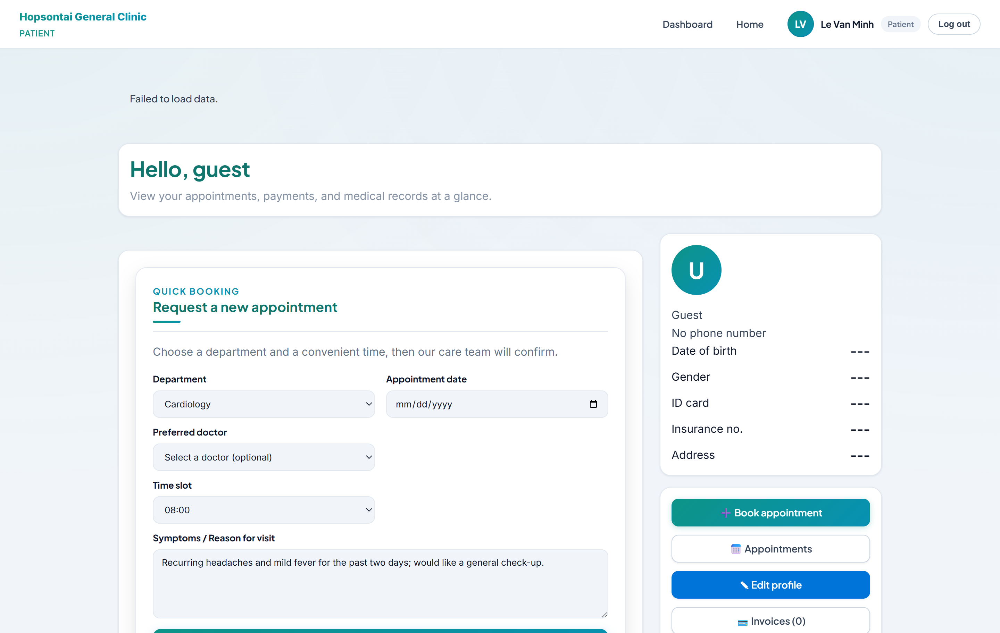 Hopsontai General Clinic
PATIENT
Dashboard
Home
LV
Le Van Minh
Patient
Log out
Failed to load data.
Hello, guest
View your appointments, payments, and medical records at a glance.
QUICK BOOKING
Request a new appointment
Choose a department and a convenient time, then our care team will confirm.
Department
Cardiology
Appointment date
mm/dd/yyyy
Preferred doctor
Select a doctor (optional)
Time slot
08:00
Symptoms / Reason for visit
Recurring headaches and mild fever for the past two days; would like a general check-up.
U
Guest
No phone number
Date of birth ---
Gender ---
ID card ---
Insurance no. ---
Address ---
➕ Book appointment
Appointments
Edit profile
Invoices (0)